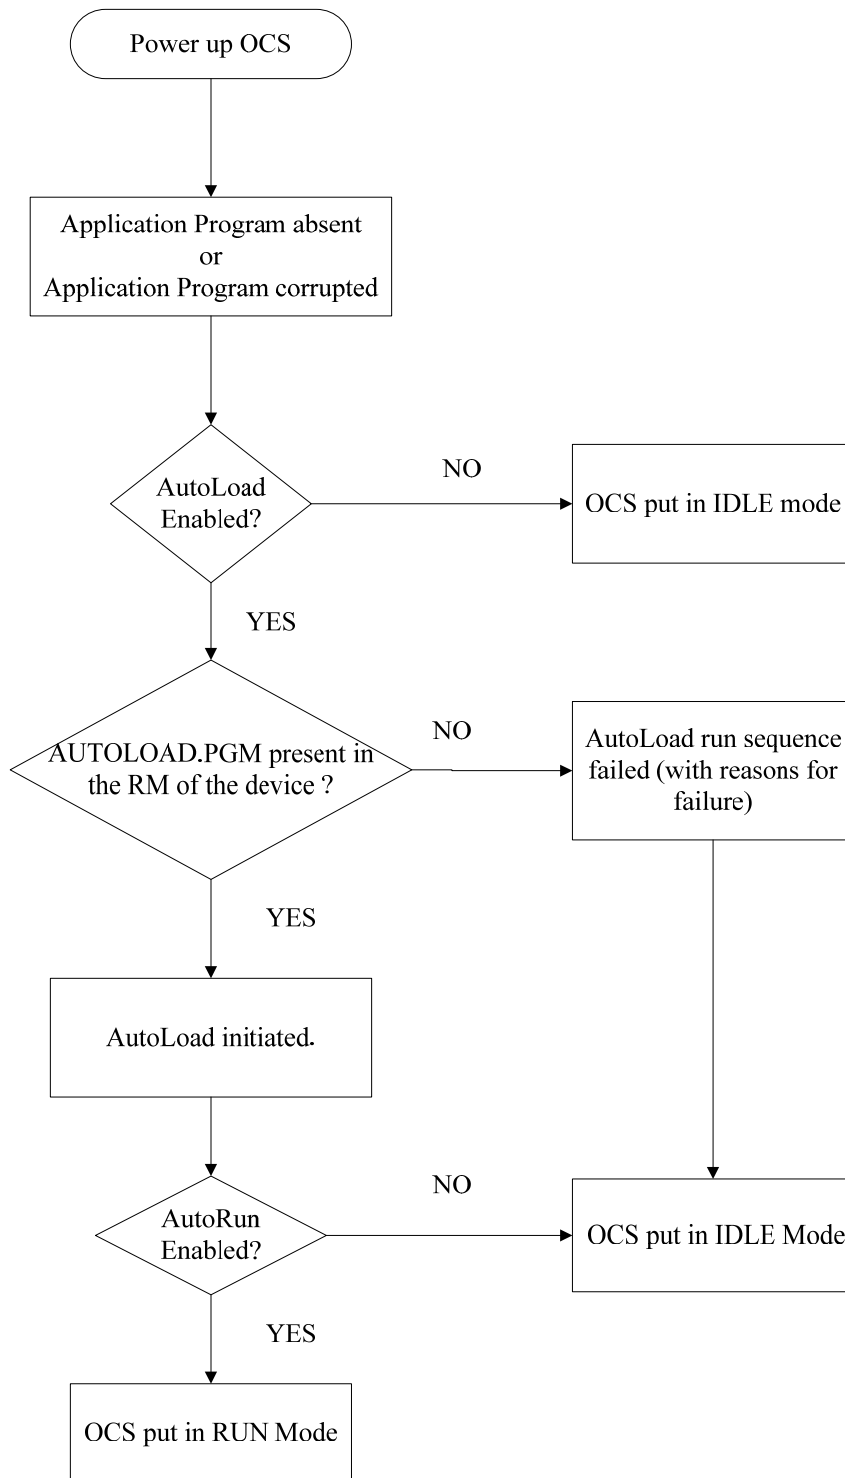 Power up OCS
Application Program absent
or
Application Program corrupted
AutoLoad
Enabled?
NO
OCS put in IDLE mode
YES
AUTOLOAD.PGM present in
the RM of the device ?
NO
AutoLoad run sequence
failed (with reasons for
failure)
YES
AutoLoad initiated.
AutoRun
Enabled?
NO
OCS put in IDLE Mode
YES
OCS put in RUN Mode